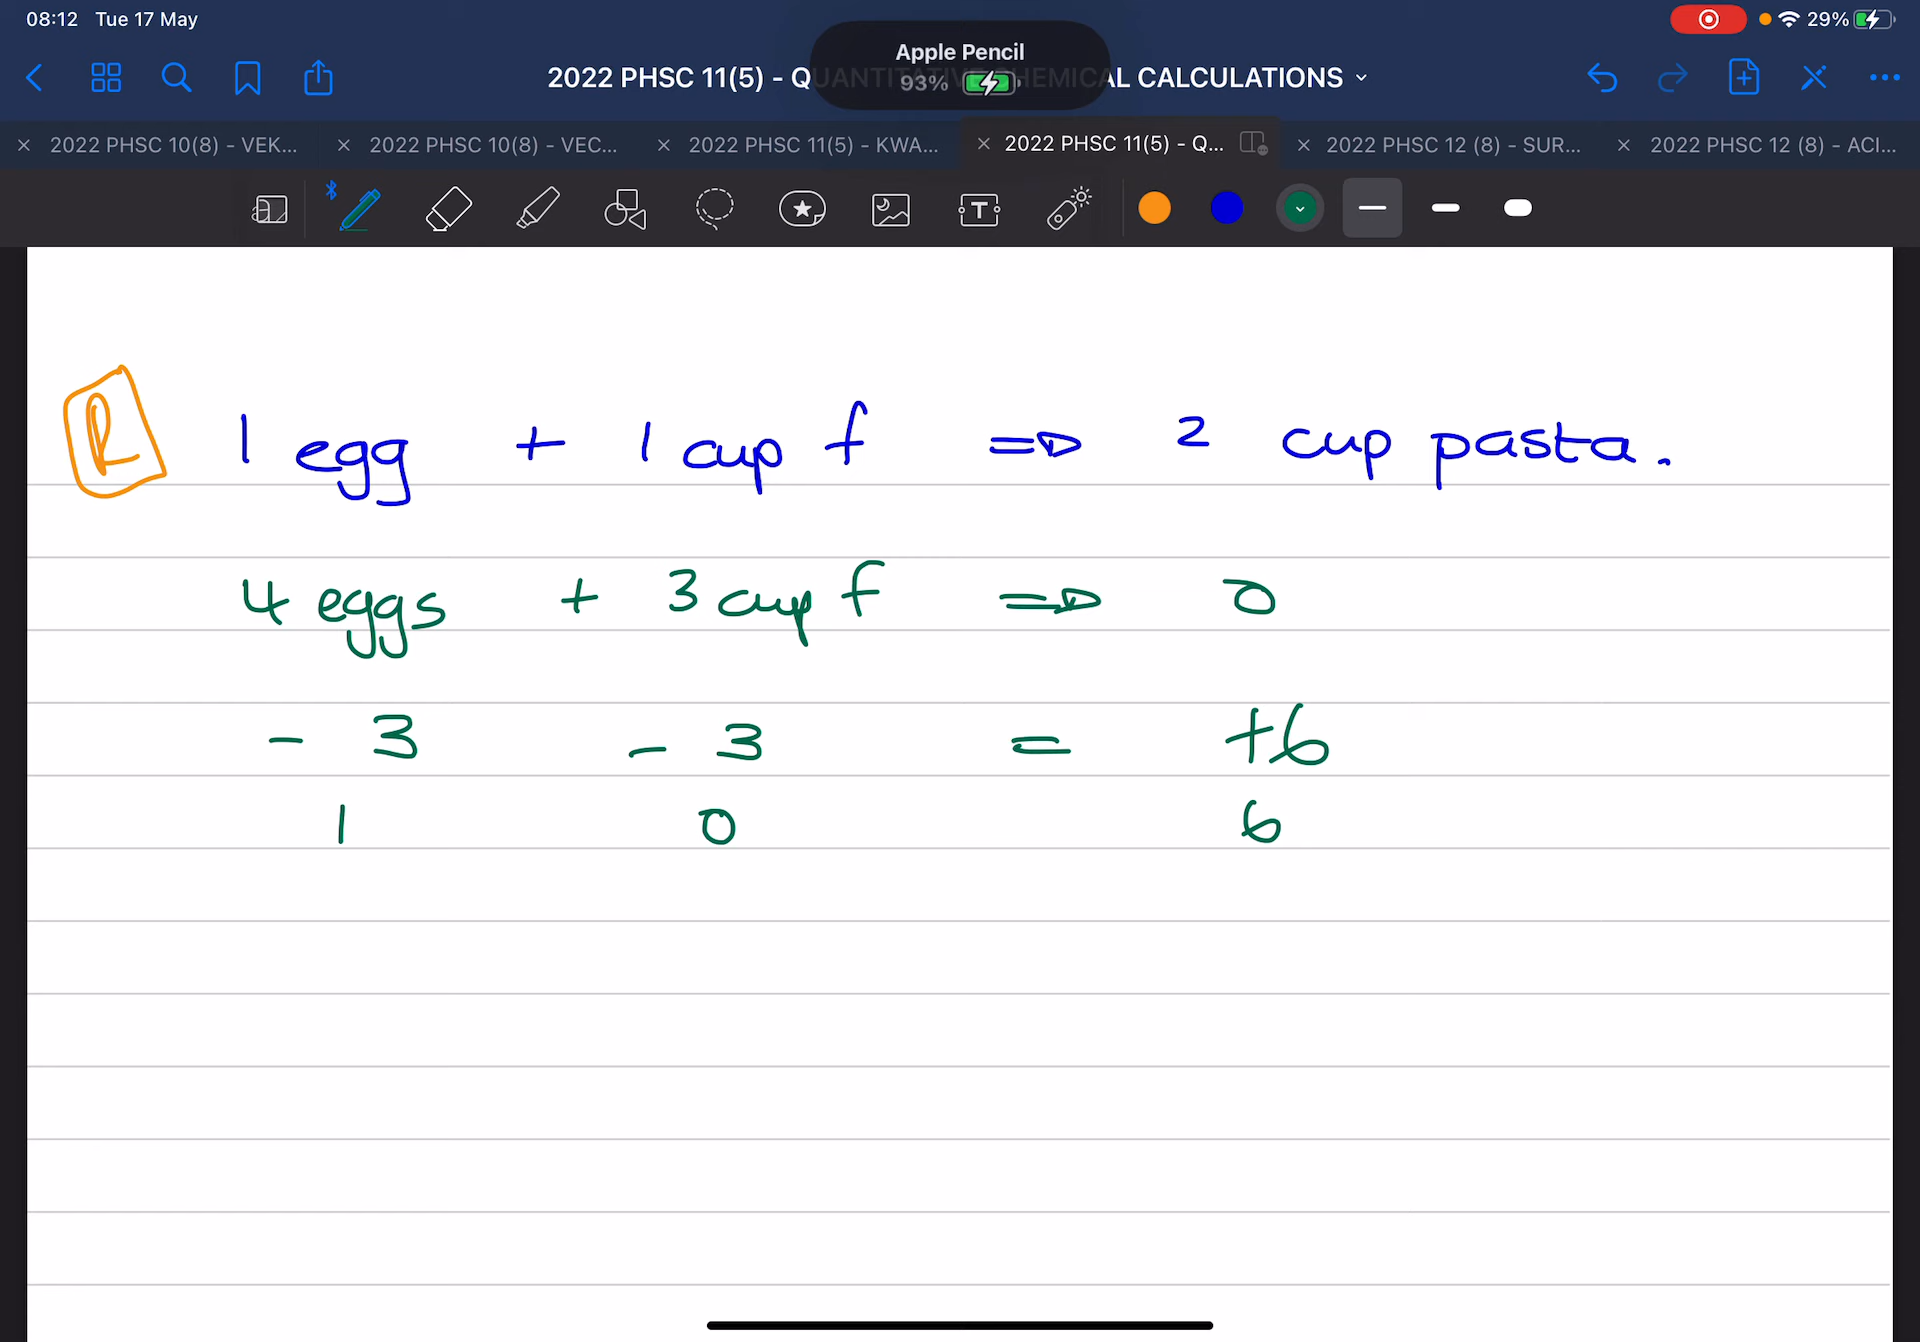 08:12 Tue 17 May 29%
Apple Pencil
93%
2022 PHSC 11(5) - QUANTITATIVE CHEMICAL CALCULATIONS
2022 PHSC 10(8) - VEK... 2022 PHSC 10(8) - VEC... 2022 PHSC 11(5) - KWA... 2022 PHSC 11(5) - Q... 2022 PHSC 12 (8) - SUR... 2022 PHSC 12 (8) - ACI...
T
R 1 egg + 1 cup f => 2 cup pasta.
4 eggs + 3 cup f => 0
- 3 - 3 = +6
1 0 6